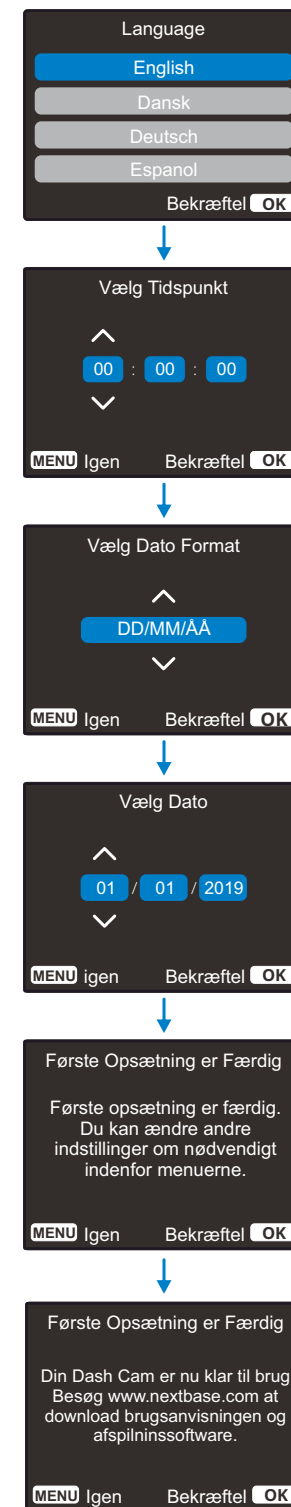 Language
English
Dansk
Deutsch
Espanol
Bekræftel OK
Vælg Tidspunkt
00 : 00 : 00
MENU Igen Bekræftel OK
Vælg Dato Format
DD/MM/ÅÅ
MENU Igen Bekræftel OK
Vælg Dato
01 / 01 / 2019
MENU igen Bekræftel OK
Første Opsætning er Færdig
Første opsætning er færdig.
Du kan ændre andre
indstillinger om nødvendigt
indenfor menuerne.
MENU Igen Bekræftel OK
Første Opsætning er Færdig
Din Dash Cam er nu klar til brug
Besøg www.nextbase.com at
download brugsanvisningen og
afspilninssoftware.
MENU Igen Bekræftel OK